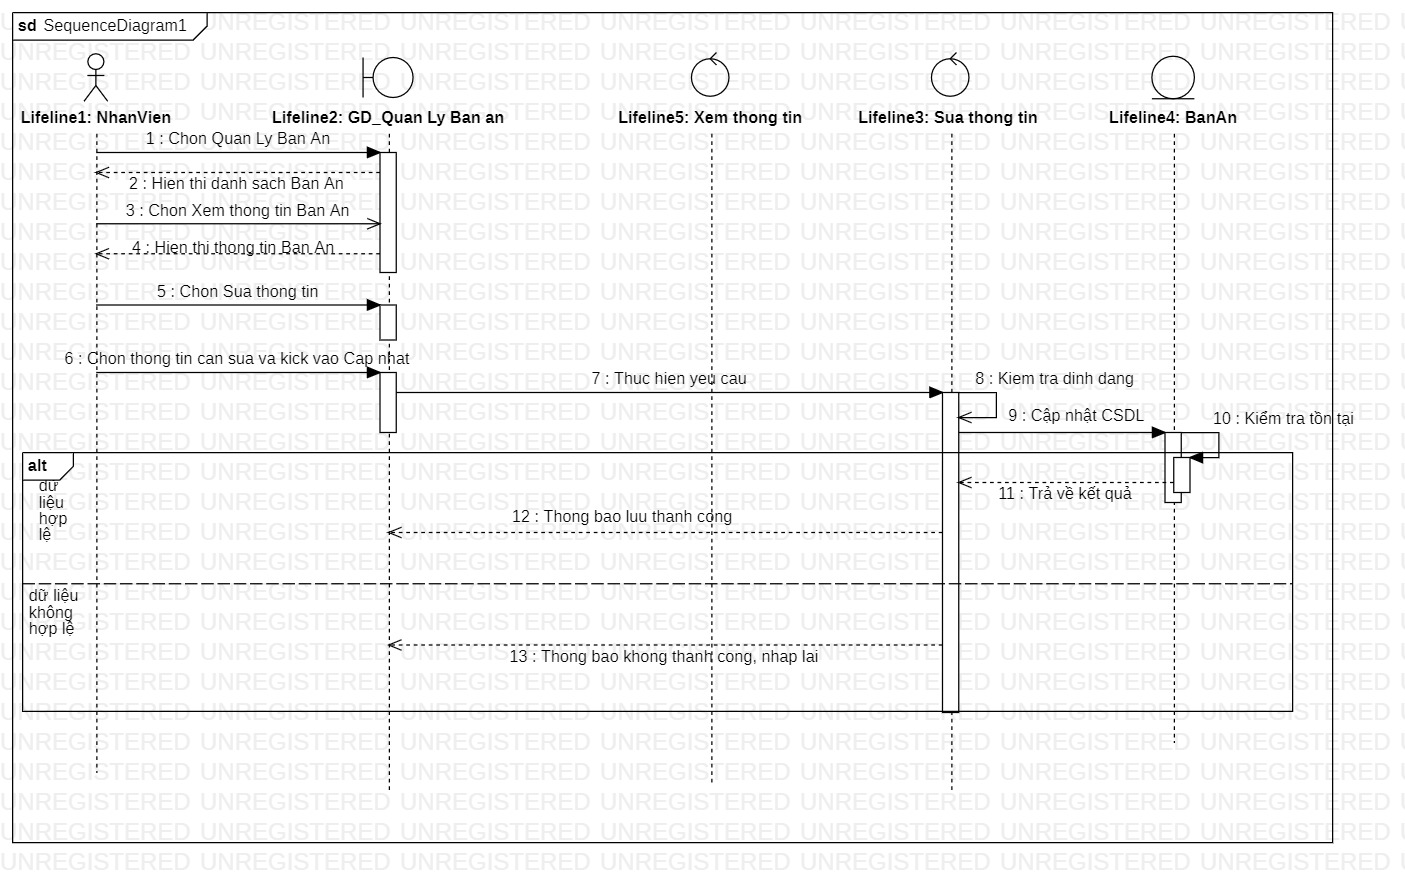 sd SequenceDiagram1
Lifeline1: NhanVien
Lifeline2: GD_Quan Ly Ban an
Lifeline5: Xem thong tin
Lifeline3: Sua thong tin
Lifeline4: BanAn
1 : Chon Quan Ly Ban An
2 : Hien thi danh sach Ban An
3 : Chon Xem thong tin Ban An
4 : Hien thi thong tin Ban An
5 : Chon Sua thong tin
6 : Chon thong tin can sua va kick vao Cap nhat
7 : Thuc hien yeu cau
8 : Kiem tra dinh dang
9 : Cập nhật CSDL
10 : Kiểm tra tồn tại
alt
dữ
liệu
hợp
lệ
11 : Trả về kết quả
12 : Thong bao luu thanh cong
dữ liệu
không
hợp lệ
13 : Thong bao khong thanh cong, nhap lai
UNREGISTERED